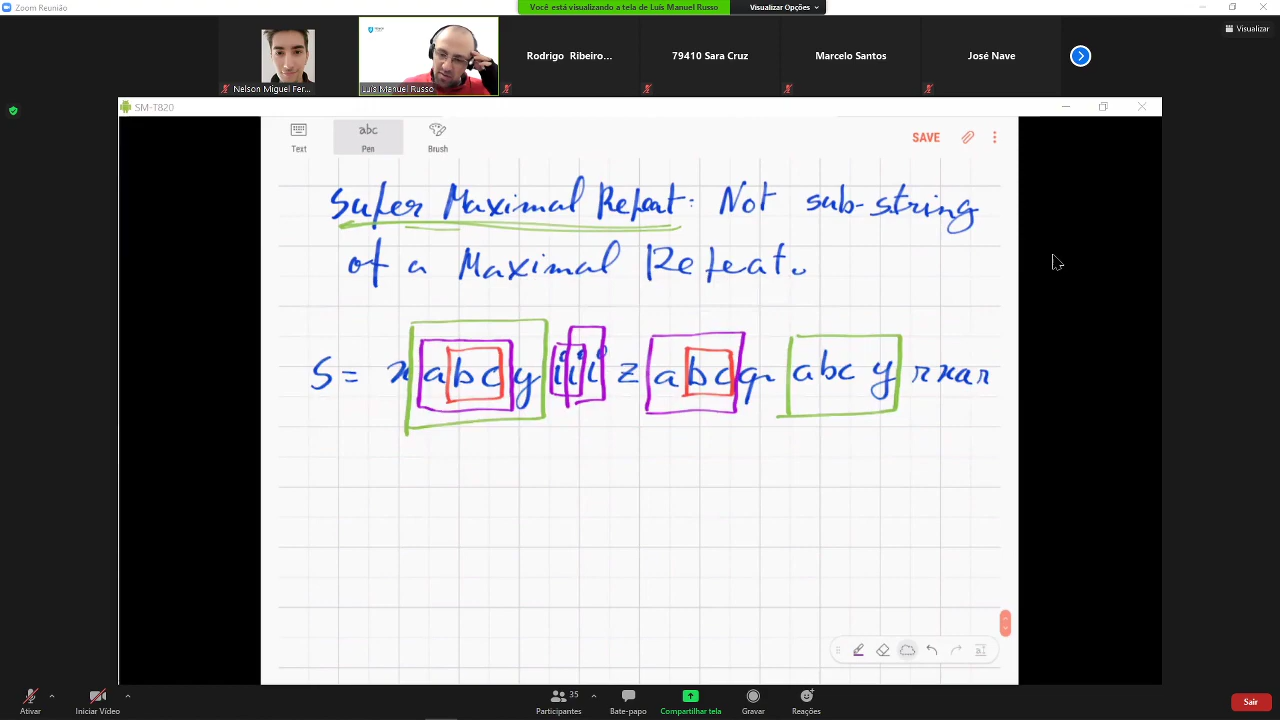 Zoom Reunião
Você está visualizando a tela de Luís Manuel Russo
Visualizar Opções
Visualizar
Nelson Miguel Fer...
Luís Manuel Russo
Rodrigo Ribeiro...
79410 Sara Cruz
Marcelo Santos
José Nave
SM-T820
Text
abc
Pen
Brush
SAVE
Super Maximal Repeat: Not sub-string
of a Maximal Repeat.
S = x abc y iii z abc q abc y r x a r
Ativar
Iniciar Vídeo
35
Participantes
Bate-papo
Compartilhar tela
Gravar
Reações
Sair